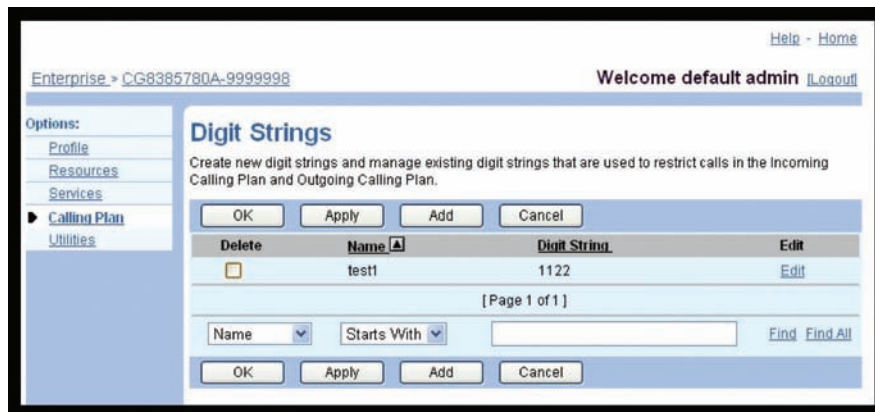 Help - Home
Enterprise > CG8385780A-9999998 Welcome default admin [Logout]
Options:
Profile
Resources
Services
Calling Plan
Utilities
Digit Strings
Create new digit strings and manage existing digit strings that are used to restrict calls in the Incoming
Calling Plan and Outgoing Calling Plan.
OK Apply Add Cancel
Delete Name Digit String Edit
test1 1122 Edit
[ Page 1 of 1 ]
Name Starts With Find Find All
OK Apply Add Cancel